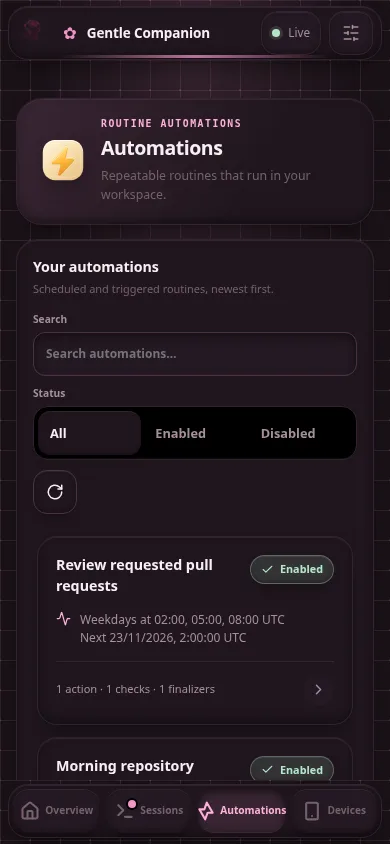 Gentle Companion
Live
ROUTINE AUTOMATIONS
Automations
Repeatable routines that run in your
workspace.
Your automations
Scheduled and triggered routines, newest first.
Search
Search automations...
Status
All
Enabled
Disabled
Review requested pull
requests
Enabled
Weekdays at 02:00, 05:00, 08:00 UTC
Next 23/11/2026, 2:00:00 UTC
1 action · 1 checks · 1 finalizers
Morning repository
Enabled
Overview
Sessions
Automations
Devices